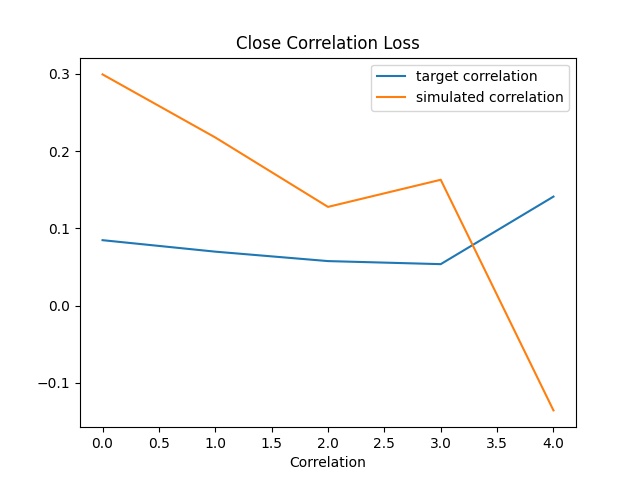 Close Correlation Loss
target correlation
simulated correlation
0.3
0.2
0.1
0.0
−0.1
0.0 0.5 1.0 1.5 2.0 2.5 3.0 3.5 4.0
Correlation